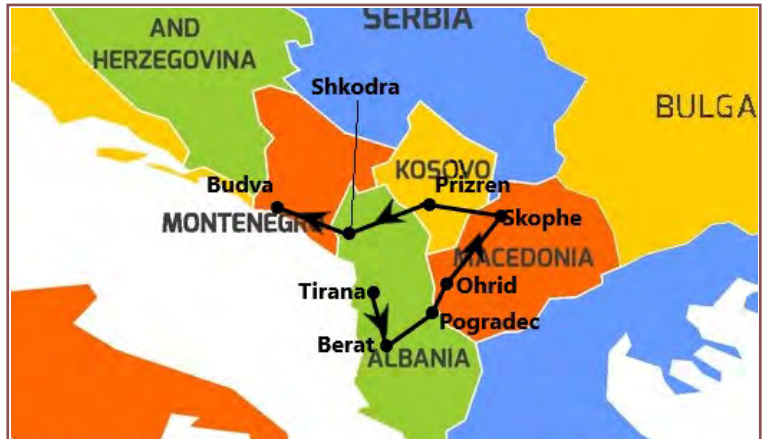 SERBIA
AND
HERZEGOVINA
Shkodra
BULGA
KOSOVO
Budva
Prizren
MONTENEGR
Skophe
MACEDONIA
Tirana
Ohrid
Pogradec
Berat
ALBANIA